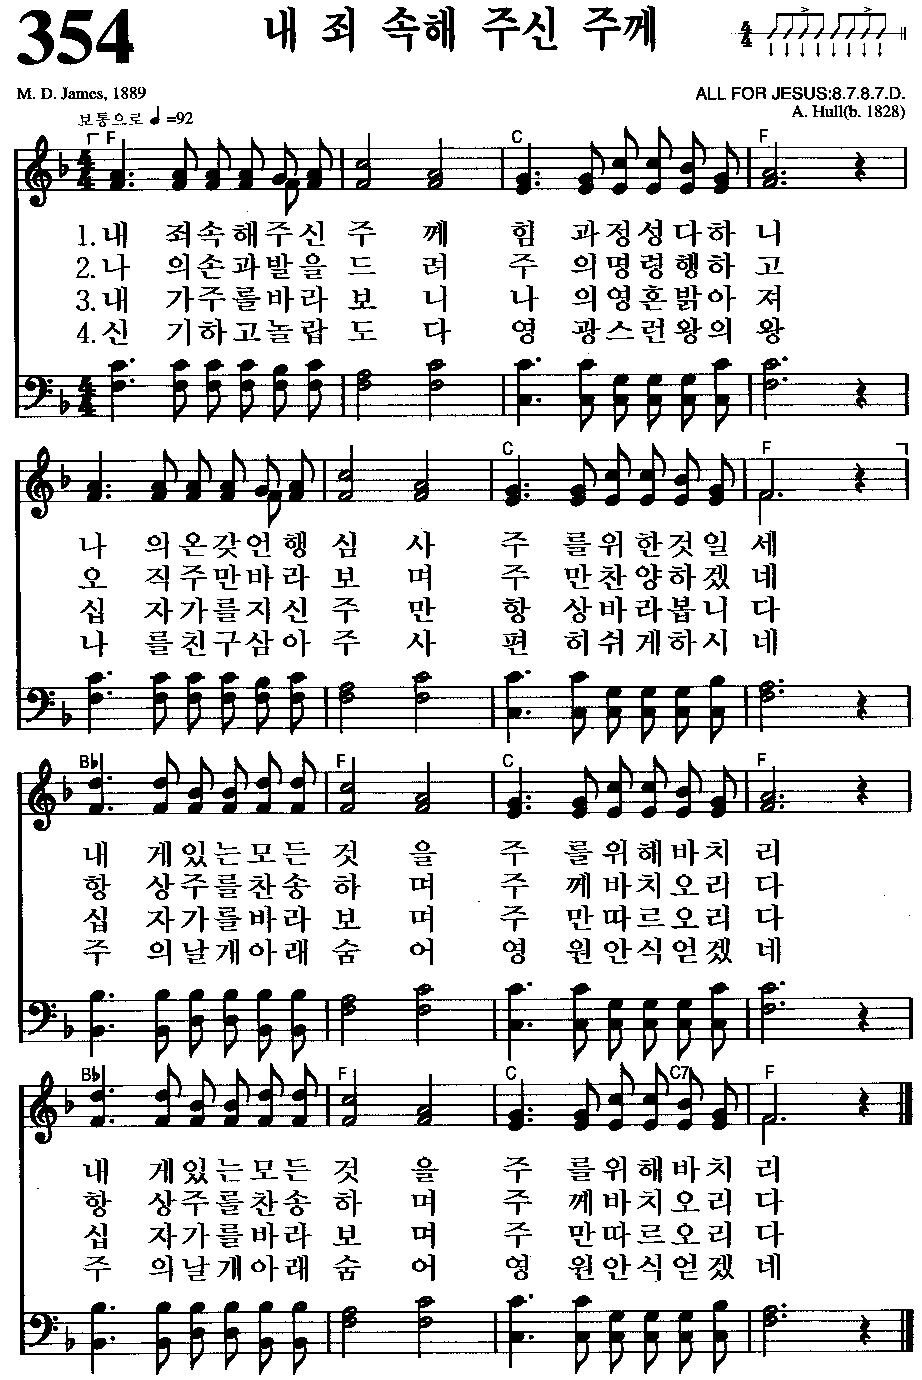 354 내 죄 속해 주신 주께
M. D. James, 1889
ALL FOR JESUS;8.7.8.7.D.
A. Hull(b. 1828)
보통으로 ♩=92
F C F
1.내 죄속해주신 주 께 힘 과정성다하 니
2.나 의손과발을 드 려 주 의명령행하 고
3.내 가주를바라 보 니 나 의영혼밝아 져
4.신 기하고놀랍 도 다 영 광스런왕의 왕
C F
나 의온갖언행 심 사 주 를위한것일 세
오 직주만바라 보 며 주 만찬양하겠 네
십 자가를지신 주 만 항 상바라봅니 다
나 를친구삼아 주 사 편 히쉬게하시 네
B♭ F C F
내 게있는모든 것 을 주 를위해바치 리
항 상주를찬송 하 며 주 께바치오리 다
십 자가를바라 보 며 주 만따르오리 다
주 의날개아래 숨 어 영 원안식얻겠 네
B♭ F C C7 F
내 게있는모든 것 을 주 를위해바치 리
항 상주를찬송 하 며 주 께바치오리 다
십 자가를바라 보 며 주 만따르오리 다
주 의날개아래 숨 어 영 원안식얻겠 네